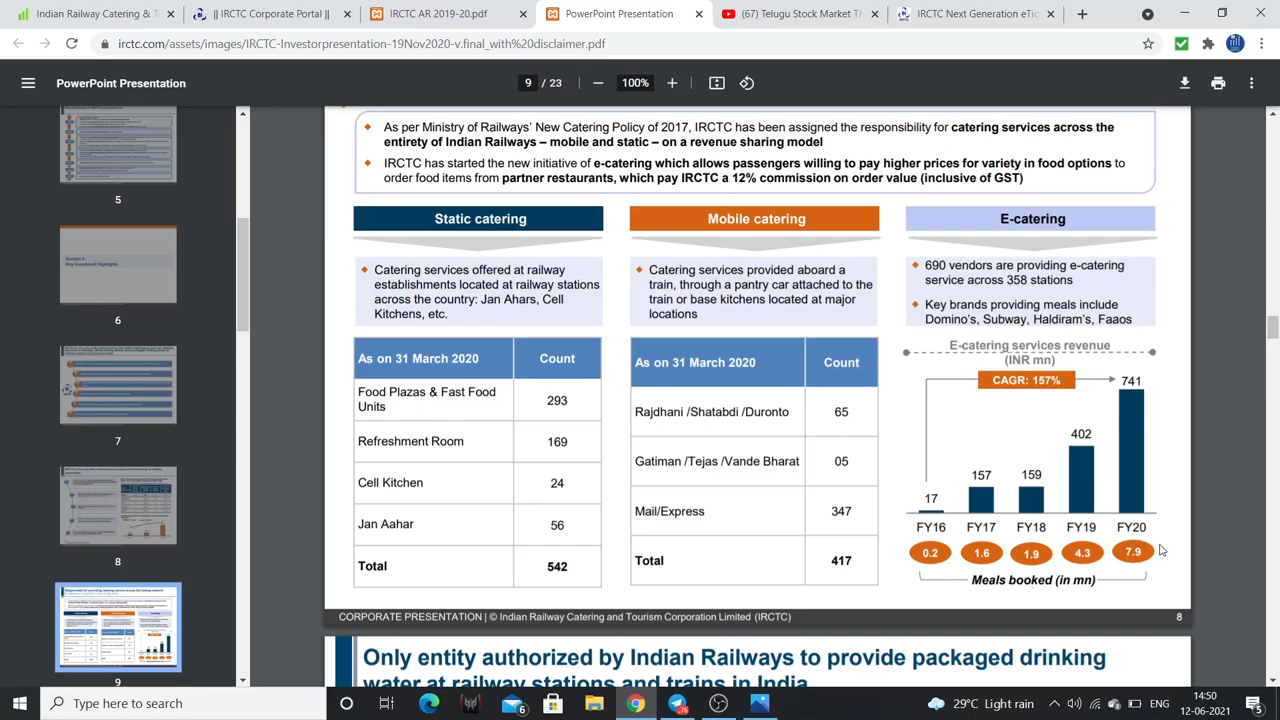 Indian Railway Catering & T
|| IRCTC Corporate Portal ||
IRCTC AR 2019-20.pdf
PowerPoint Presentation
(67) Telugu Stock Market Th
IRCTC Next Generation eTic
irctc.com/assets/images/IRCTC-Investorpresentation-19Nov2020-v.final_with%20disclaimer.pdf
PowerPoint Presentation
9 / 23
100%
As per Ministry of Railways' New Catering Policy of 2017, IRCTC has been assigned the responsibility for catering services across the
entirety of Indian Railways – mobile and static – on a revenue sharing model
IRCTC has started the new initiative of e-catering which allows passengers willing to pay higher prices for variety in food options to
order food items from partner restaurants, which pay IRCTC a 12% commission on order value (inclusive of GST)
Static catering
Catering services offered at railway
establishments located at railway stations
across the country: Jan Ahars, Cell
Kitchens, etc.
As on 31 March 2020 Count
Food Plazas & Fast Food
Units 293
Refreshment Room 169
Cell Kitchen 24
Jan Aahar 56
Total 542
Mobile catering
Catering services provided aboard a
train, through a pantry car attached to the
train or base kitchens located at major
locations
As on 31 March 2020 Count
Rajdhani /Shatabdi /Duronto 65
Gatiman /Tejas /Vande Bharat 05
Mail/Express 347
Total 417
E-catering
690 vendors are providing e-catering
service across 358 stations
Key brands providing meals include
Domino's, Subway, Haldiram's, Faaos
E-catering services revenue
(INR mn)
CAGR: 157%
741
402
157 159
17
FY16 FY17 FY18 FY19 FY20
0.2 1.6 1.9 4.3 7.9
Meals booked (in mn)
CORPORATE PRESENTATION | © Indian Railway Catering and Tourism Corporation Limited (IRCTC) 8
Only entity authorized by Indian Railways to provide packaged drinking
water at railway stations and trains in India
5
6
7
8
9
Type here to search
6
29°C Light rain
ENG
14:50
12-06-2021
5